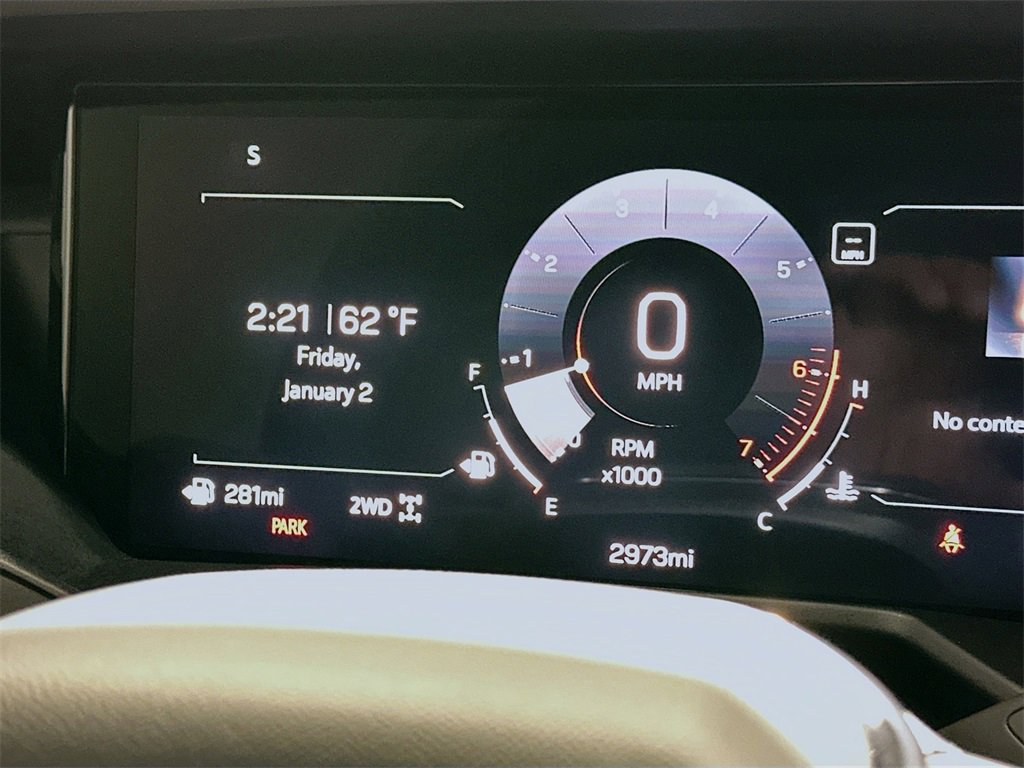 S
2:21 | 62 °F
Friday,
January 2
281mi
PARK
2WD
F
E
1
2
3
4
5
6
7
0
MPH
RPM
x1000
2973mi
-- MPH
H
C
No conte